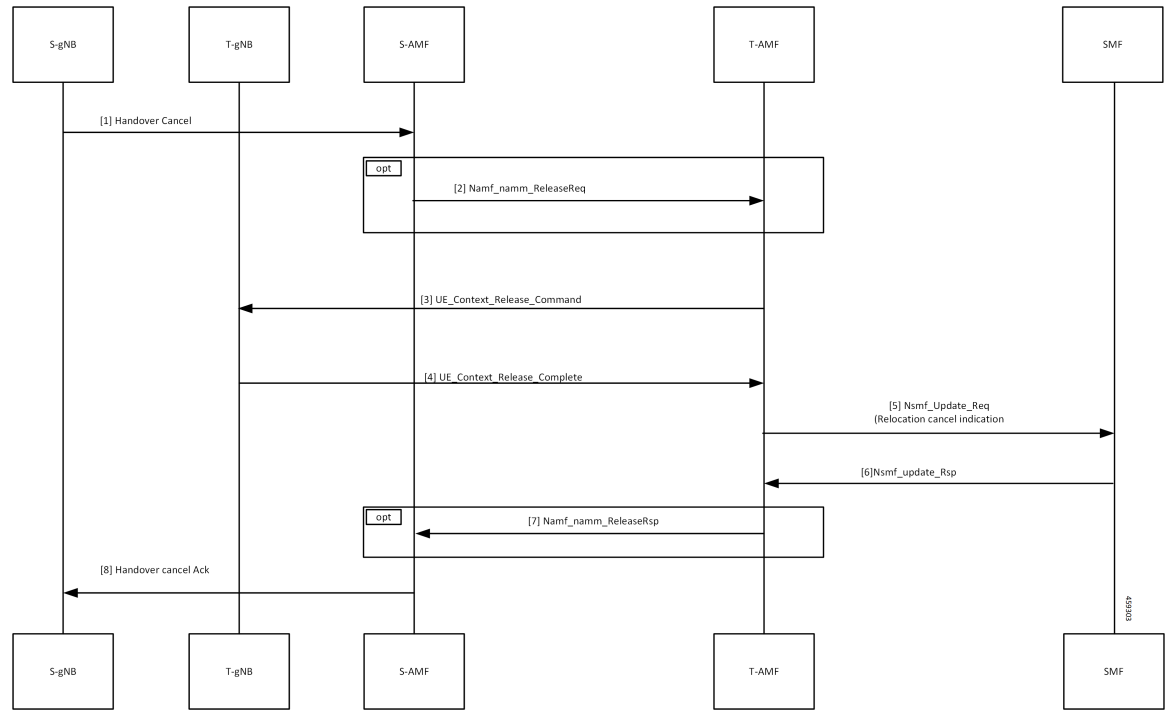 S-gNB
T-gNB
S-AMF
T-AMF
SMF
[1] Handover Cancel
opt
[2] Namf_namm_ReleaseReq
[3] UE_Context_Release_Command
[4] UE_Context_Release_Complete
[5] Nsmf_Update_Req
(Relocation cancel indication
[6]Nsmf_update_Rsp
opt
[7] Namf_namm_ReleaseRsp
[8] Handover cancel Ack
459303
S-gNB
T-gNB
S-AMF
T-AMF
SMF